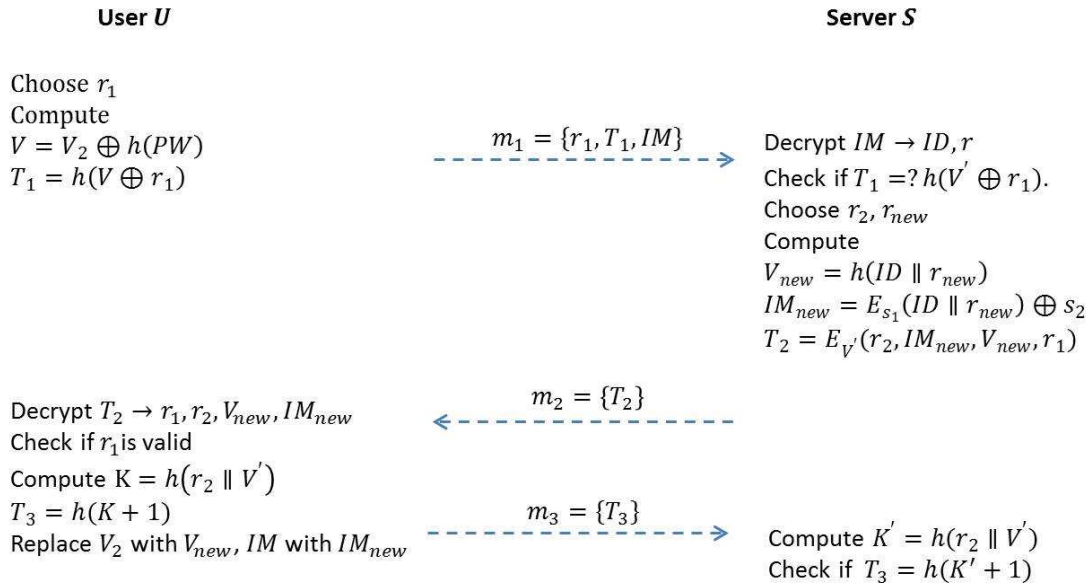 User U
Server S
Choose r₁
Compute
V = V₂ ⊕ h(PW)
T₁ = h(V ⊕ r₁)
m₁ = {r₁, T₁, IM}
Decrypt IM → ID, r
Check if T₁ =? h(V′ ⊕ r₁).
Choose r₂, r_new
Compute
V_new = h(ID ∥ r_new)
IM_new = E_s₁(ID ∥ r_new) ⊕ s₂
T₂ = E_V′(r₂, IM_new, V_new, r₁)
m₂ = {T₂}
Decrypt T₂ → r₁, r₂, V_new, IM_new
Check if r₁ is valid
Compute K = h(r₂ ∥ V′)
T₃ = h(K + 1)
Replace V₂ with V_new, IM with IM_new
m₃ = {T₃}
Compute K′ = h(r₂ ∥ V′)
Check if T₃ = h(K′ + 1)